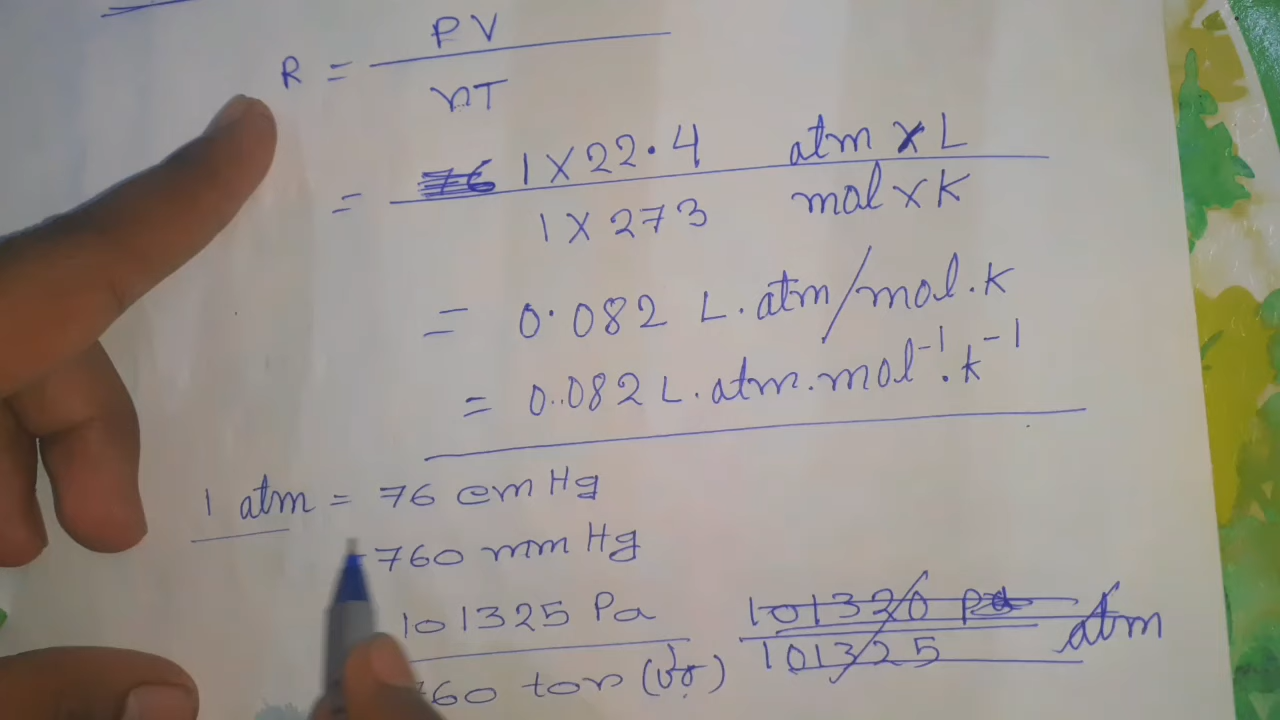 R = PV / nT
= 1 X 22.4 / 1 X 273 atm X L / mol X K
= 0.082 L.atm/mol.K
= 0.082 L.atm.mol⁻¹.K⁻¹
1 atm = 76 cm Hg
= 760 mm Hg
101325 Pa
760 torr (টর)
101320 Pa / 101325 atm